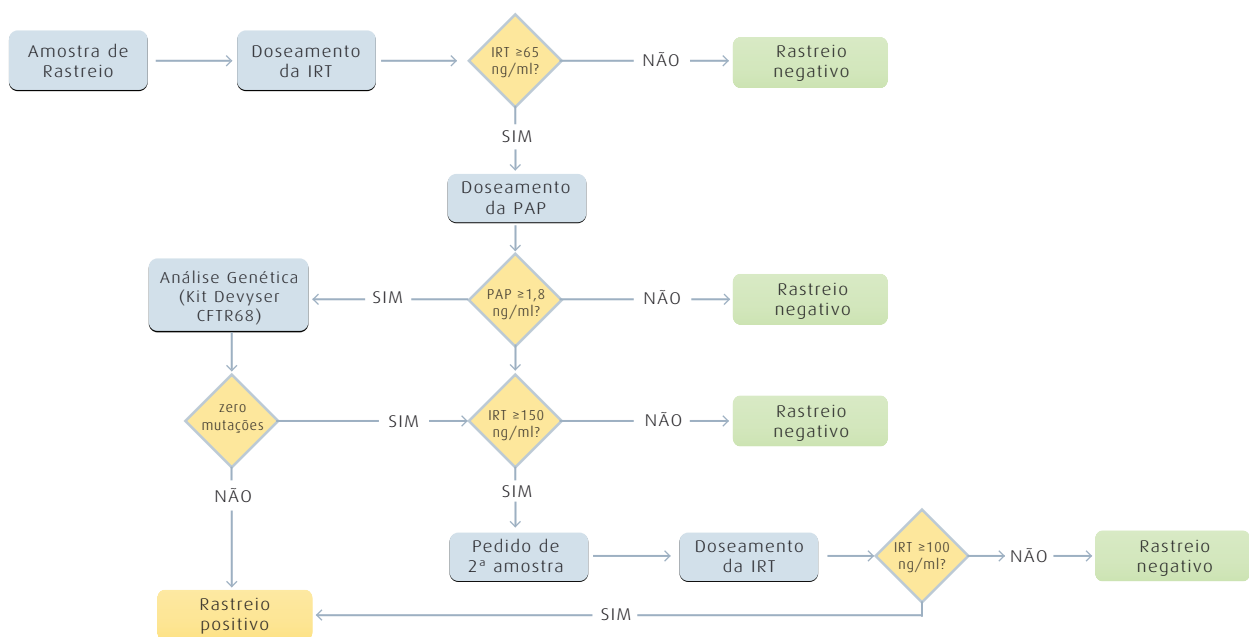 Amostra de
Rastreio
Doseamento
da IRT
IRT ≥65
ng/ml?
NÃO
Rastreio
negativo
SIM
Doseamento
da PAP
Análise Genética
(Kit Devyser
CFTR68)
SIM
PAP ≥1,8
ng/ml?
NÃO
Rastreio
negativo
zero
mutações
SIM
IRT ≥150
ng/ml?
NÃO
Rastreio
negativo
NÃO
SIM
Pedido de
2ª amostra
Doseamento
da IRT
IRT ≥100
ng/ml?
NÃO
Rastreio
negativo
Rastreio
positivo
SIM